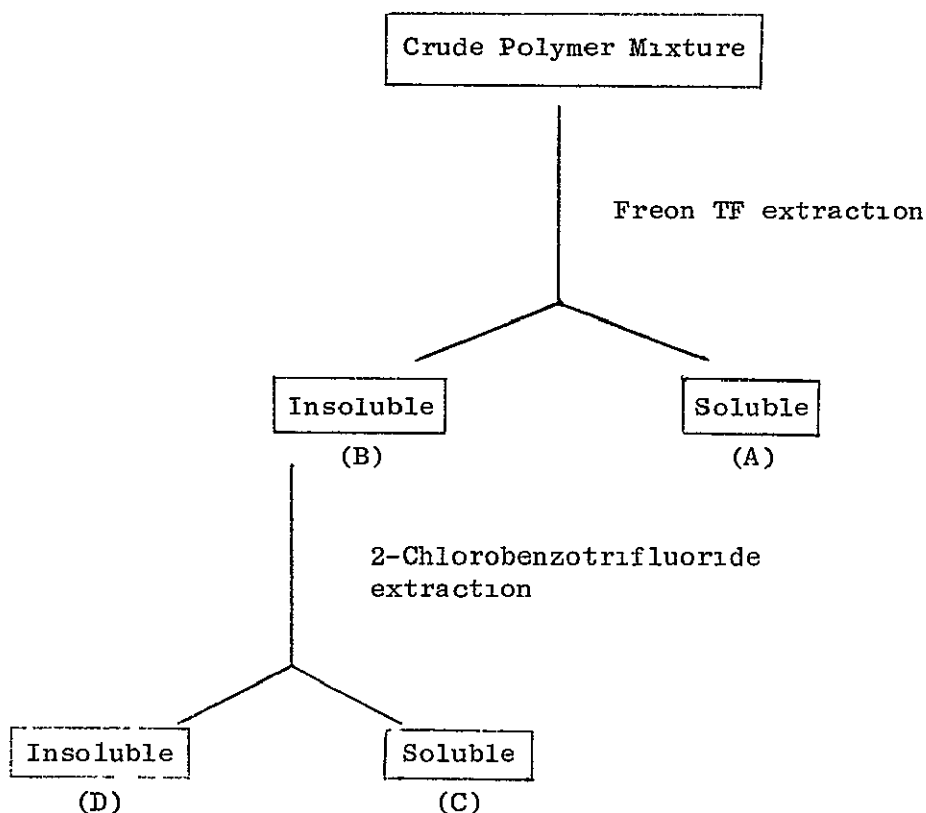 Crude Polymer Mixture
Freon TF extraction
Insoluble
Soluble
(B)
(A)
2-Chlorobenzotrifluoride
extraction
Insoluble
Soluble
(D)
(C)